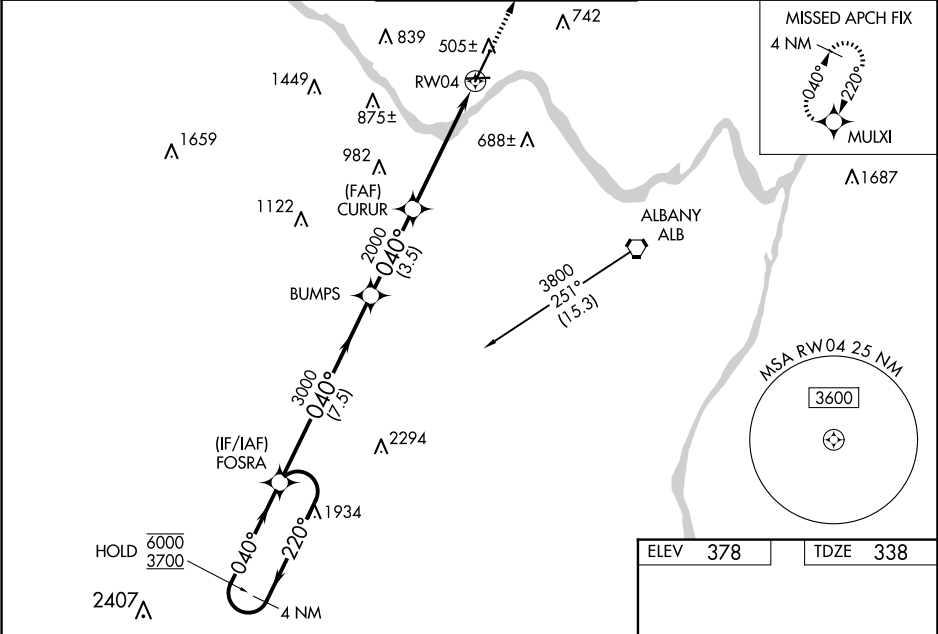 742
839
505±
MISSED APCH FIX
4 NM
040°
220°
MULXI
1449
RW04
875±
1659
688±
982
1687
(FAF)
CURUR
1122
ALBANY
ALB
2000
040°
(3.5)
3800
251°
(15.3)
BUMPS
3000
040°
(7.5)
MSA RW04 25 NM
3600
(IF/IAF)
FOSRA
2294
1934
HOLD
6000
3700
040°
220°
4 NM
2407
ELEV 378
TDZE 338